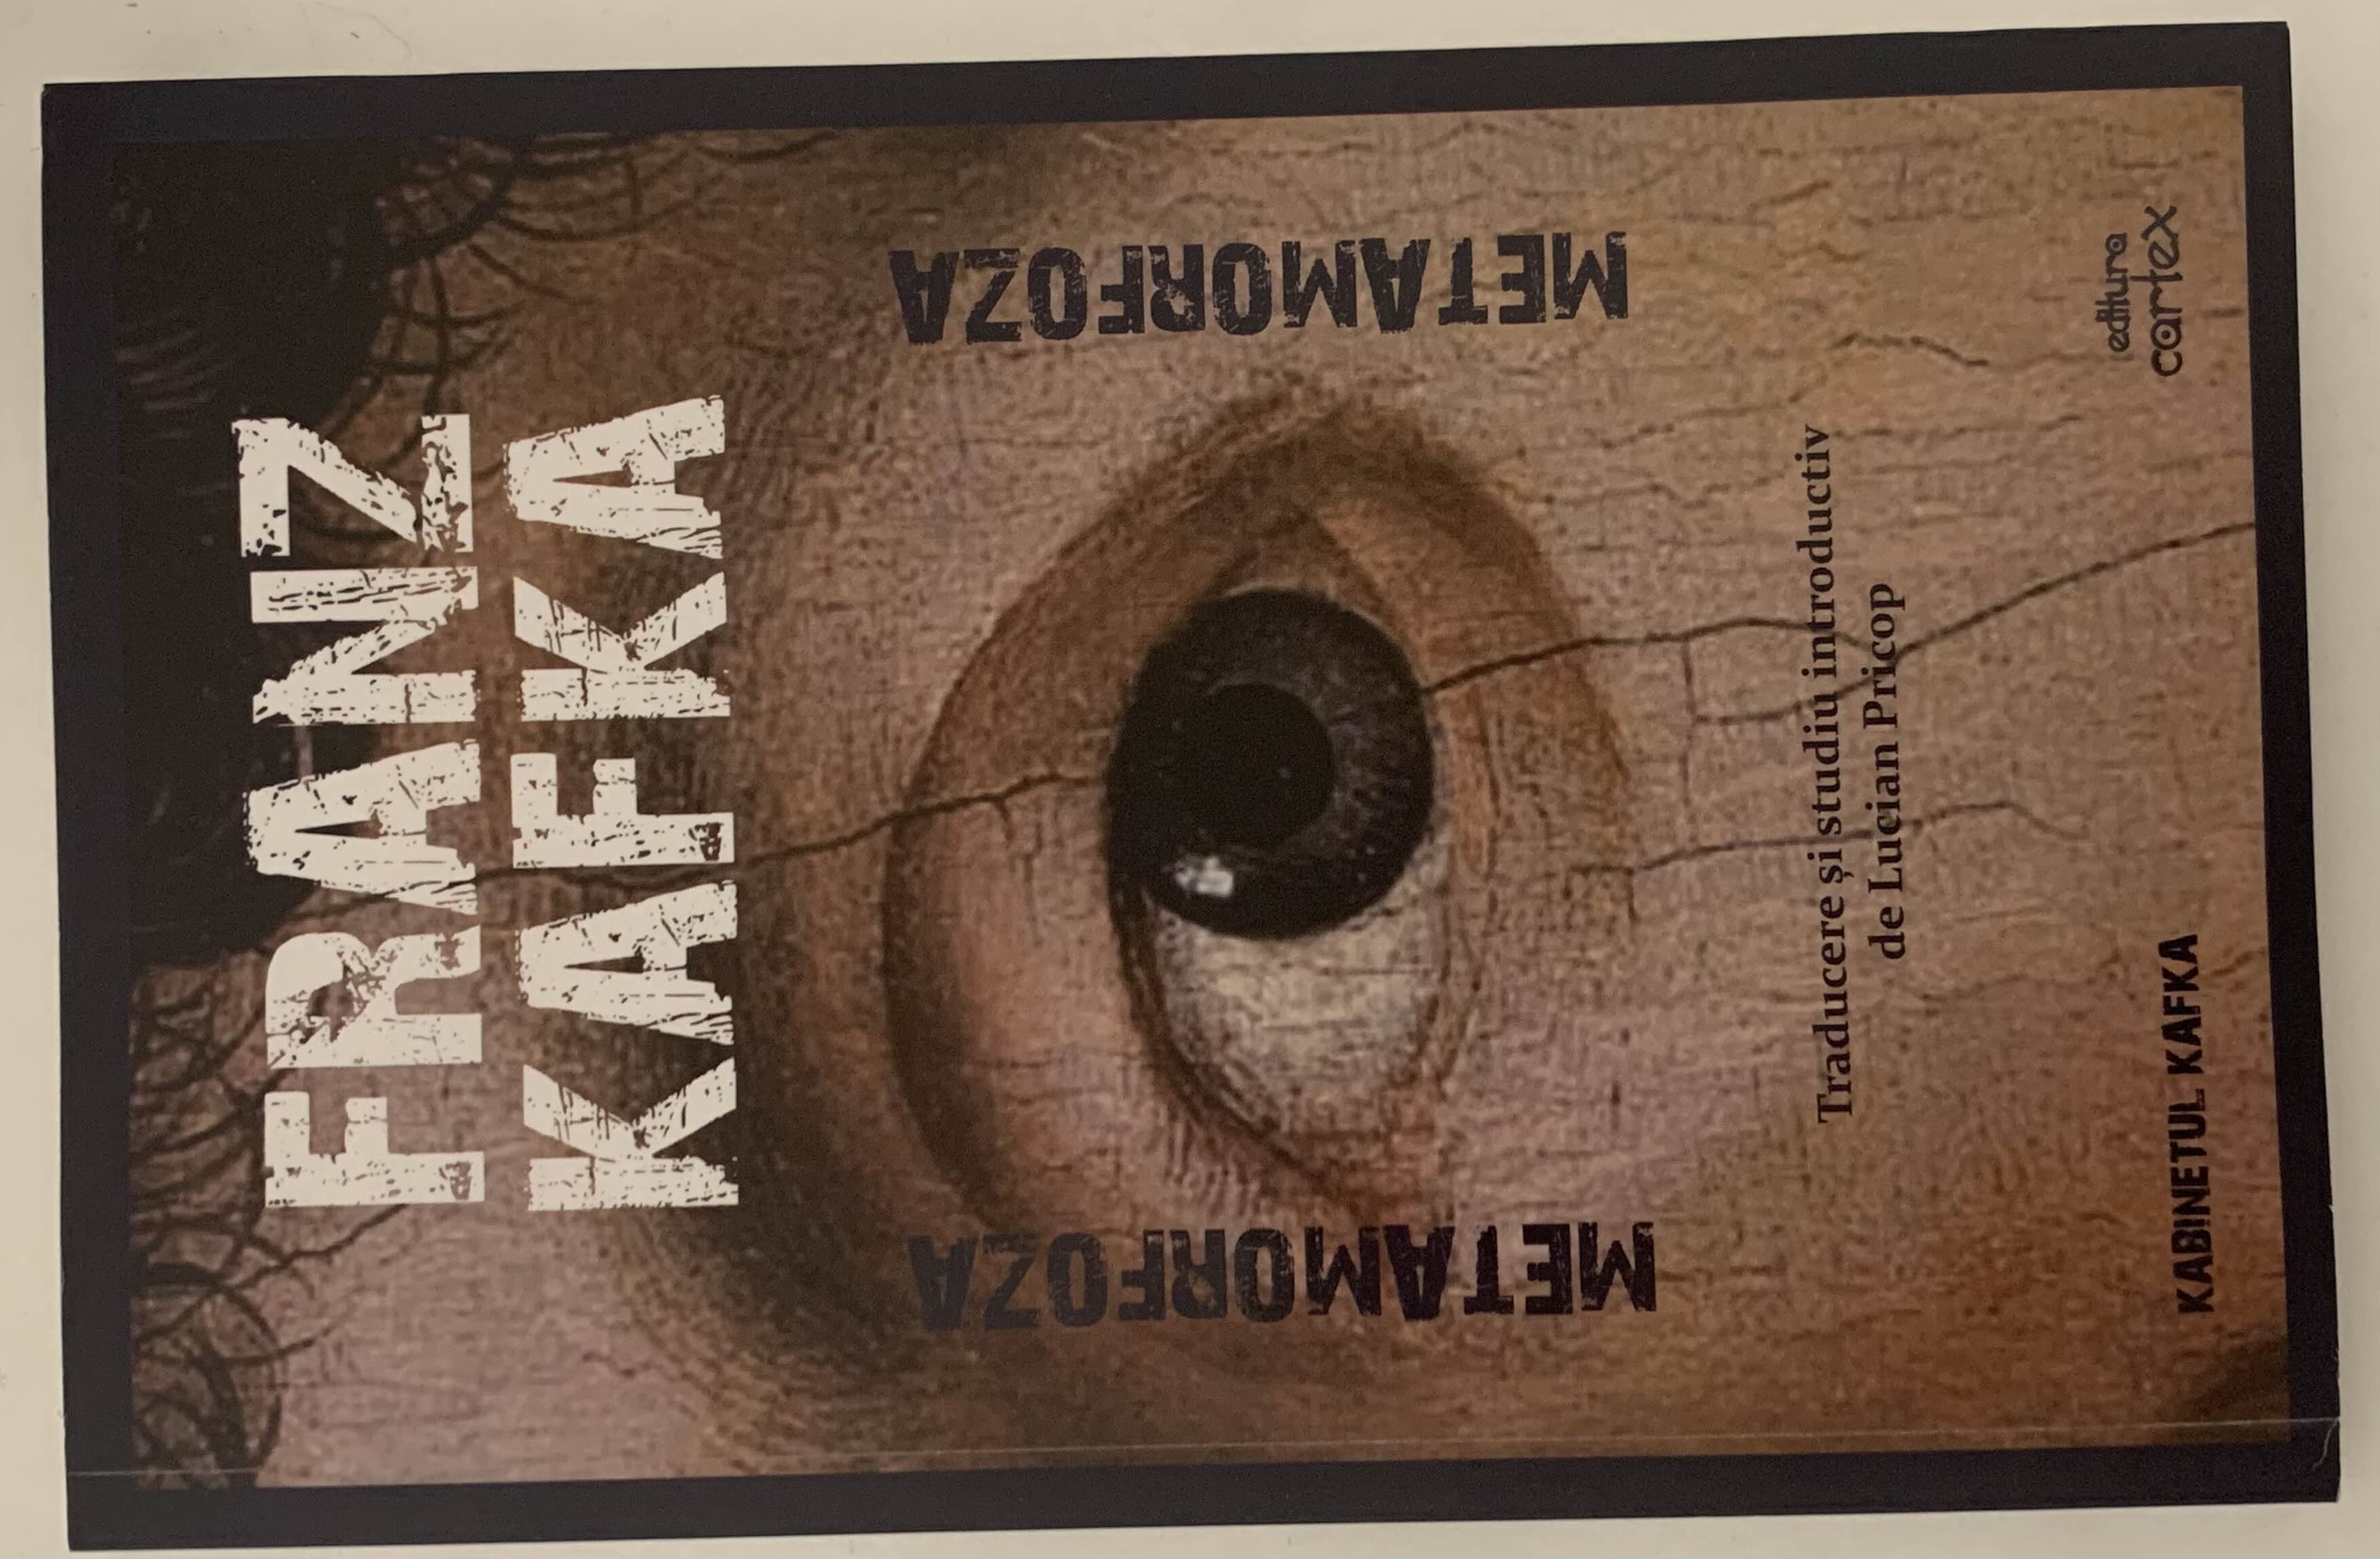 FRANZ
KAFKA
METAMORFOZA
METAMORFOZA
Traducere și studiu introductiv
de Lucian Pricop
KABINETUL KAFKA
editura
cartex